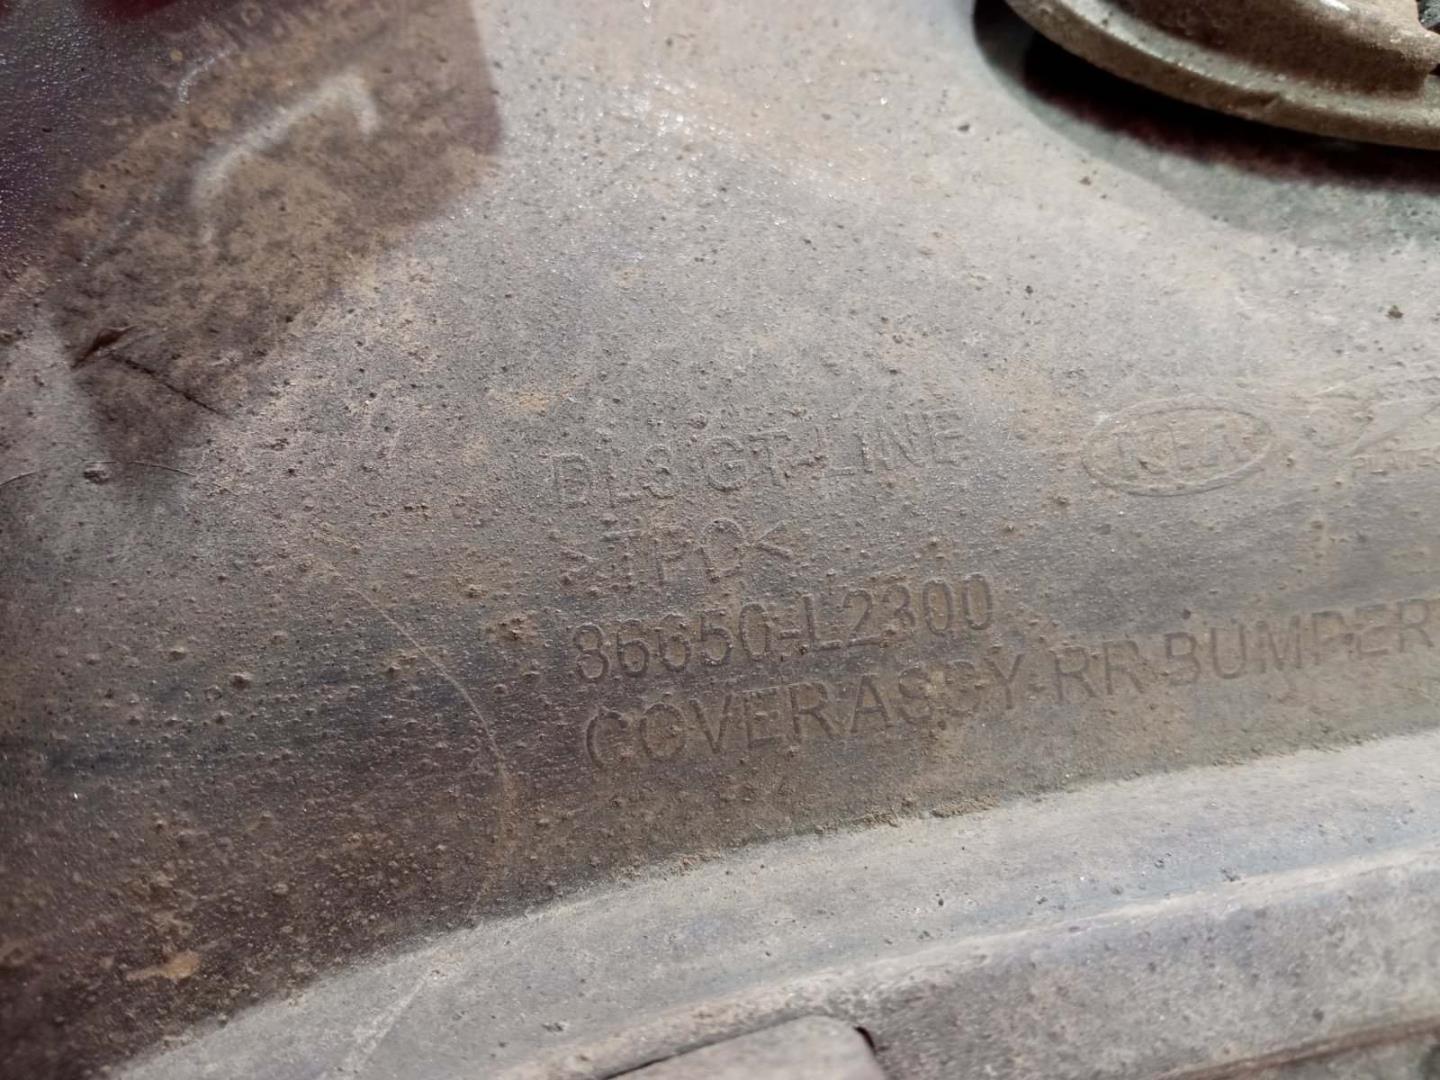 DL3 GT-LINE
>TPO<
86650-L2300
COVER ASSY RR BUMPER